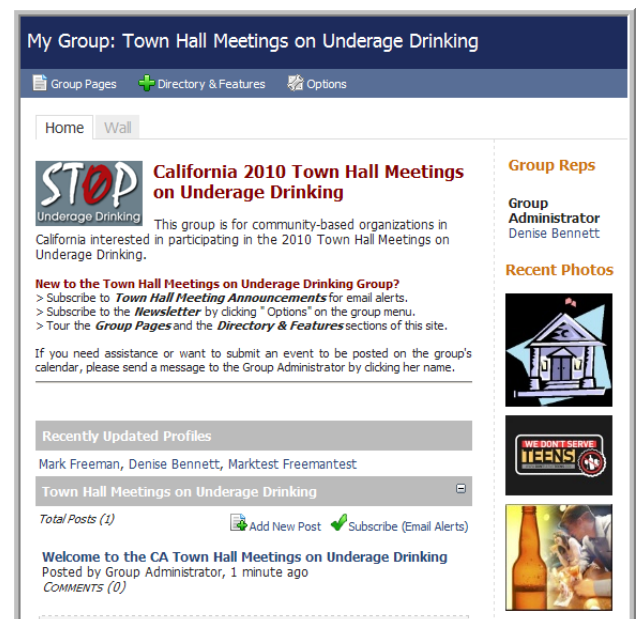 My Group: Town Hall Meetings on Underage Drinking
Group Pages Directory & Features Options
Home Wall
STOP
Underage Drinking
California 2010 Town Hall Meetings
on Underage Drinking
This group is for community-based organizations in
California interested in participating in the 2010 Town Hall Meetings on
Underage Drinking.
New to the Town Hall Meetings on Underage Drinking Group?
> Subscribe to Town Hall Meeting Announcements for email alerts.
> Subscribe to the Newsletter by clicking " Options" on the group menu.
> Tour the Group Pages and the Directory & Features sections of this site.
If you need assistance or want to submit an event to be posted on the group's
calendar, please send a message to the Group Administrator by clicking her name.
Recently Updated Profiles
Mark Freeman, Denise Bennett, Marktest Freemantest
Town Hall Meetings on Underage Drinking
Total Posts (1) Add New Post Subscribe (Email Alerts)
Welcome to the CA Town Hall Meetings on Underage Drinking
Posted by Group Administrator, 1 minute ago
COMMENTS (0)
Group Reps
Group
Administrator
Denise Bennett
Recent Photos
WE DON'T SERVE
TEENS